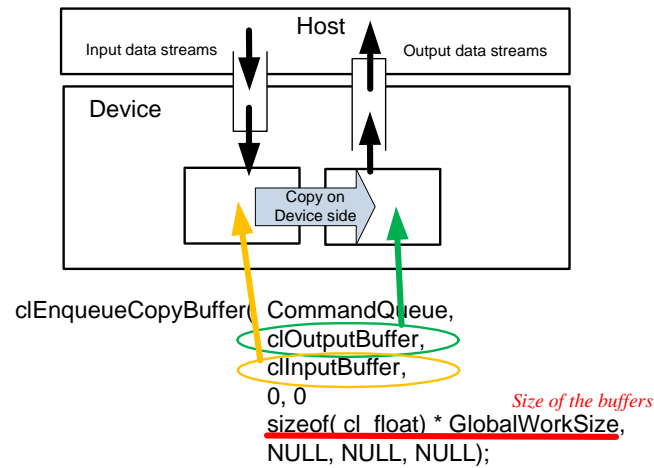 Host
Input data streams
Output data streams
Device
Copy on
Device side
clEnqueueCopyBuffer( CommandQueue,
clOutputBuffer,
clInputBuffer,
0, 0
Size of the buffers
sizeof( cl_float) * GlobalWorkSize,
NULL, NULL, NULL);